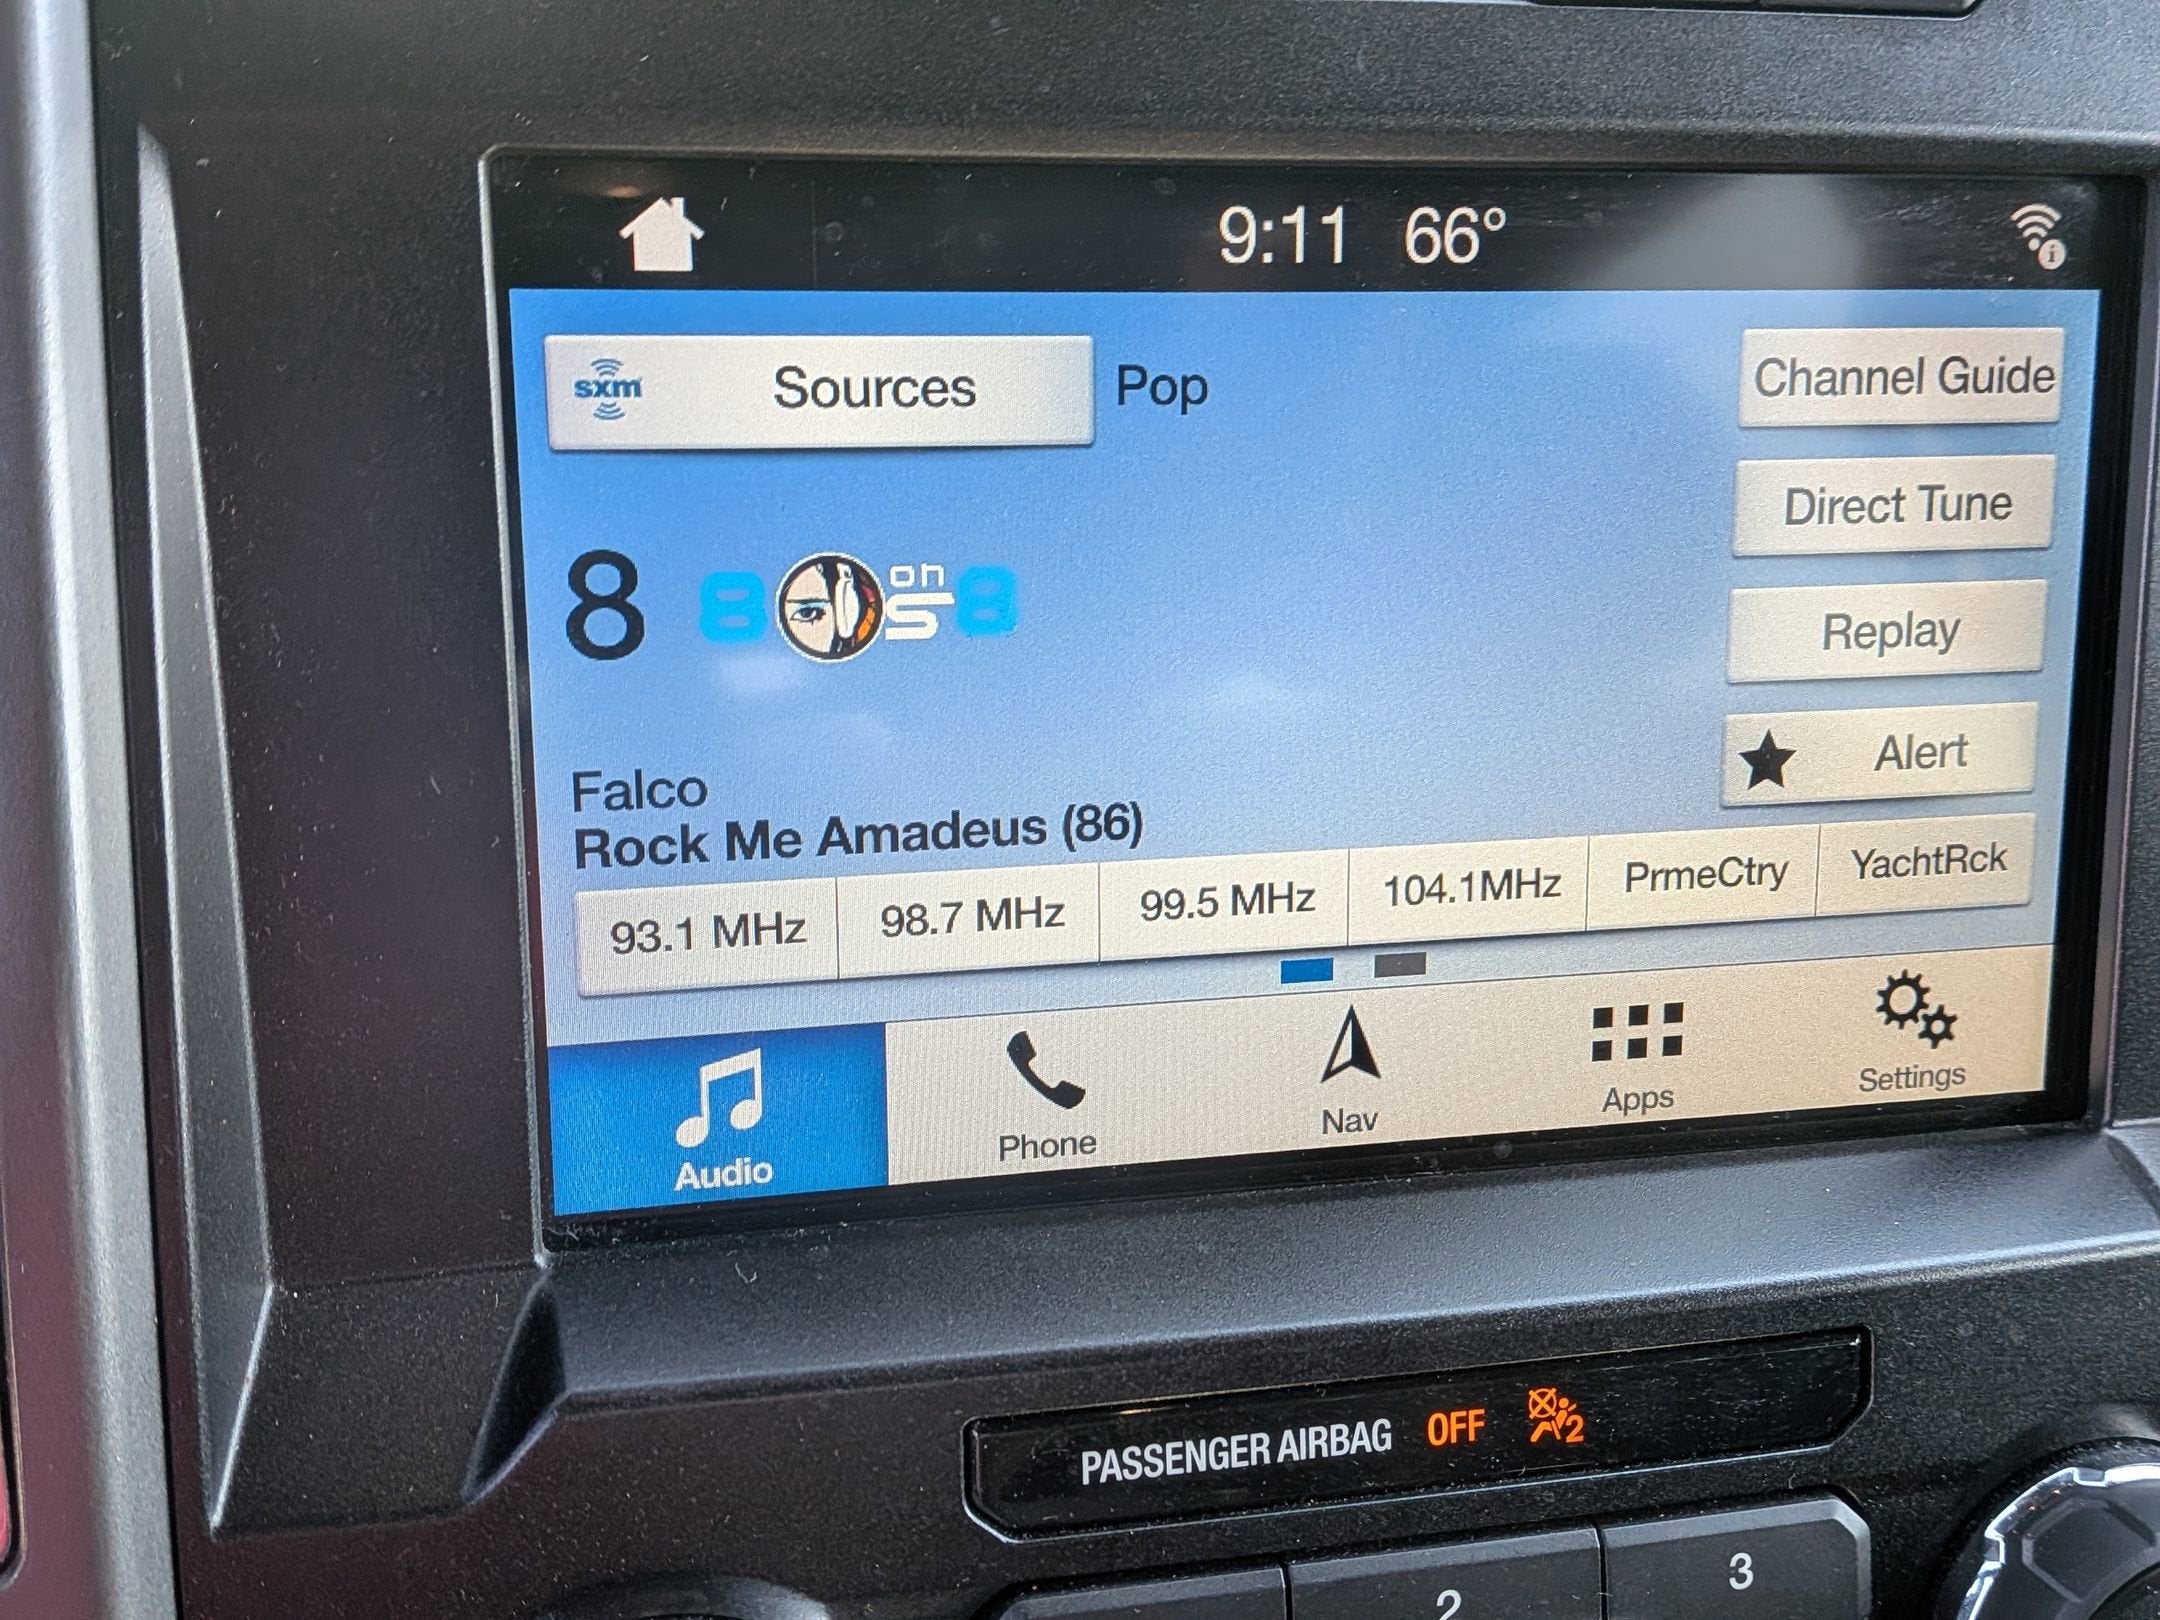 9:11 66°
sxm Sources Pop Channel Guide
Direct Tune
8 80s on 8
Replay
Alert
Falco
Rock Me Amadeus (86)
93.1 MHz 98.7 MHz 99.5 MHz 104.1MHz PrmeCtry YachtRck
Audio Phone Nav Apps Settings
PASSENGER AIRBAG OFF 2
2 3